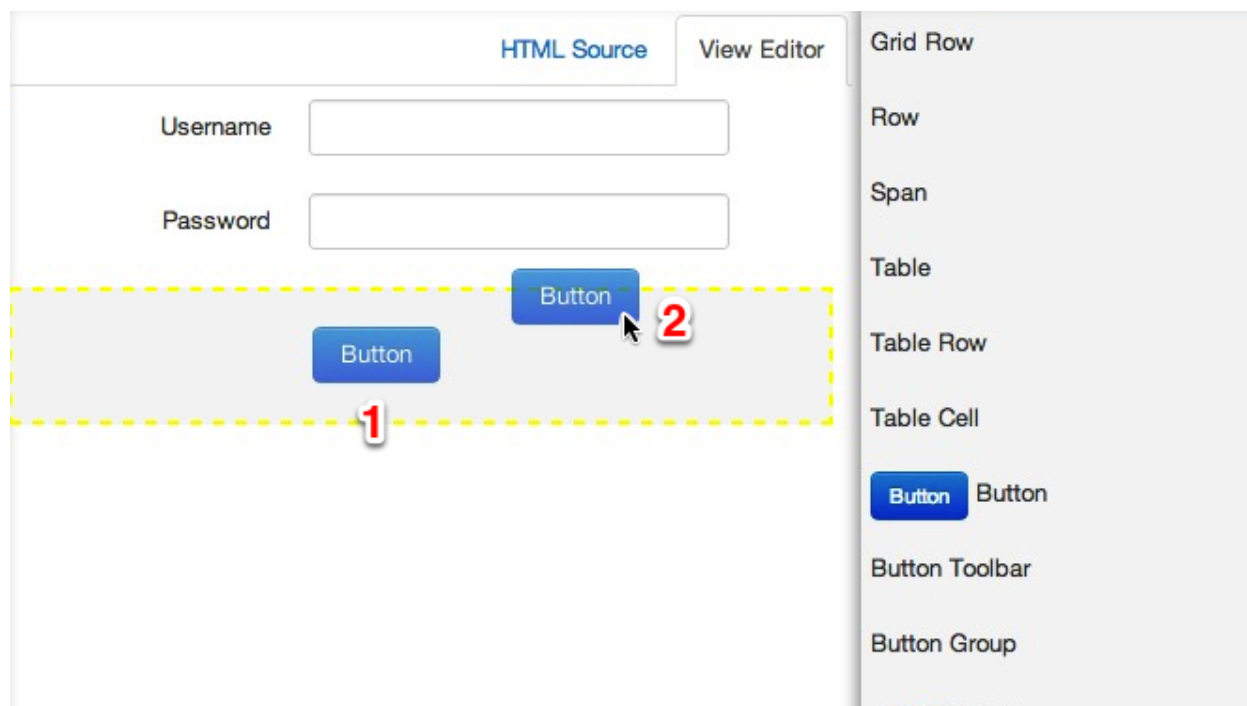 HTML Source
View Editor
Username
Password
Button
2
Button
1
Grid Row
Row
Span
Table
Table Row
Table Cell
Button Button
Button Toolbar
Button Group